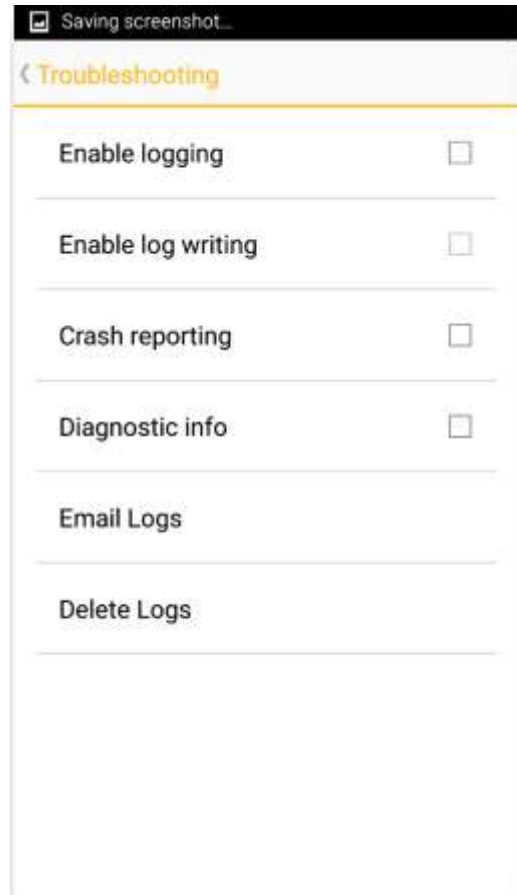 Saving screenshot...
Troubleshooting
Enable logging
Enable log writing
Crash reporting
Diagnostic info
Email Logs
Delete Logs